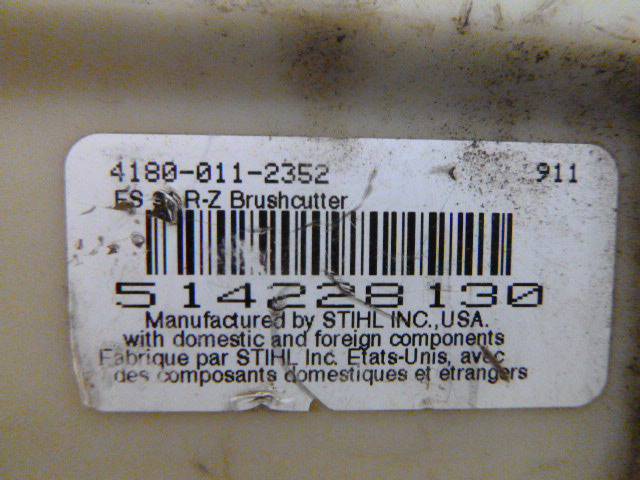 4180-011-2352 911
FS R-Z Brushcutter
514228130
Manufactured by STIHL INC., USA.
with domestic and foreign components
Fabrique par STIHL Inc. Etats-Unis, avec
des composants domestiques et etrangers